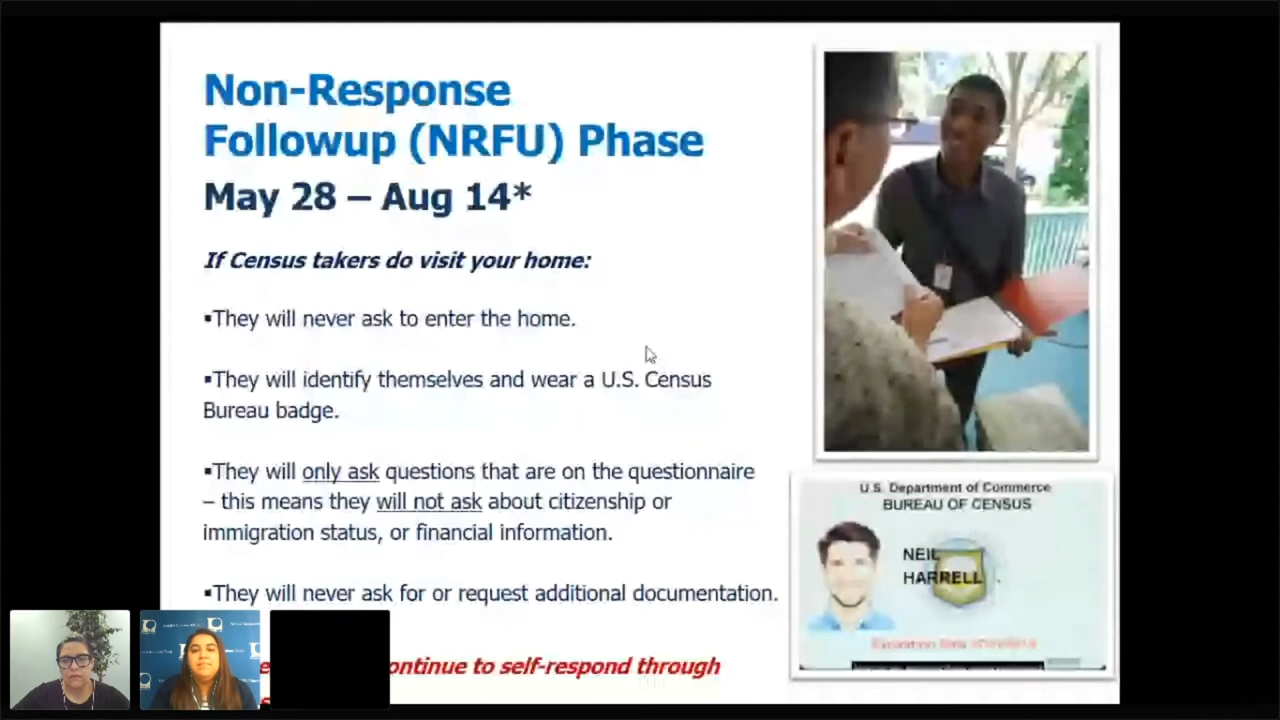 Non-Response
Followup (NRFU) Phase
May 28 – Aug 14*
If Census takers do visit your home:
▪They will never ask to enter the home.
▪They will identify themselves and wear a U.S. Census
Bureau badge.
▪They will only ask questions that are on the questionnaire
– this means they will not ask about citizenship or
immigration status, or financial information.
▪They will never ask for or request additional documentation.
continue to self-respond through
U.S. Department of Commerce
BUREAU OF CENSUS
NEIL
HARRELL
Expiration Date